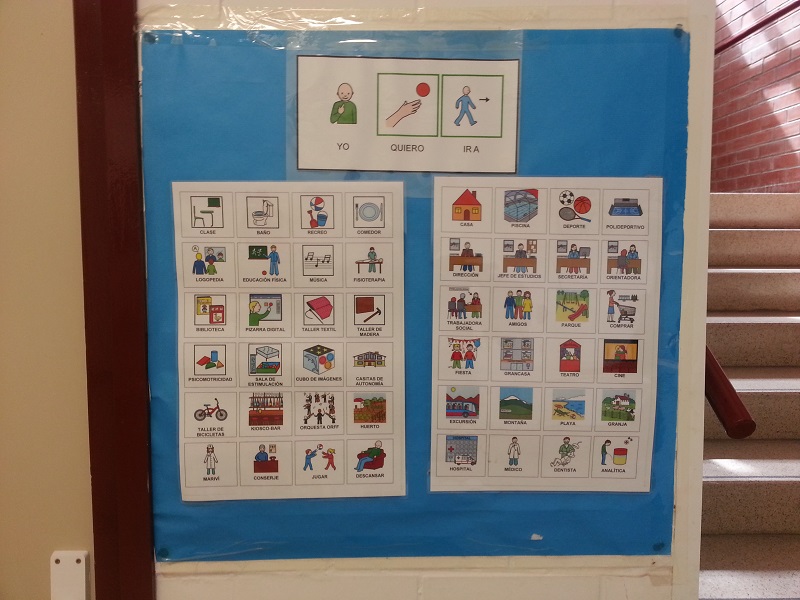 YO QUIERO IR A
CLASE BAÑO RECREO COMEDOR
LOGOPEDIA EDUCACIÓN FISICA MÚSICA FISIOTERAPIA
BIBLIOTECA PIZARRA DIGITAL TALLER TEXTIL TALLER DE
MADERA
PSICOMOTRICIDAD SALA DE
ESTIMULACIÓN CUBO DE IMÁGENES CASITAS DE
AUTONOMIA
TALLER DE
BICICLETAS KIOSCO-BAR ORQUESTA ORFF HUERTO
MARIVÍ CONSERJE JUGAR DESCANSAR
CASA PISCINA DEPORTE POLIDEPORTIVO
DIRECCIÓN JEFE DE ESTUDIOS SECRETARÍA ORIENTADORA
TRABAJADORA
SOCIAL AMIGOS PARQUE COMPRAR
FIESTA GRANCASA TEATRO CINE
EXCURSIÓN MONTAÑA PLAYA GRANJA
HOSPITAL MÉDICO DENTISTA ANALÍTICA